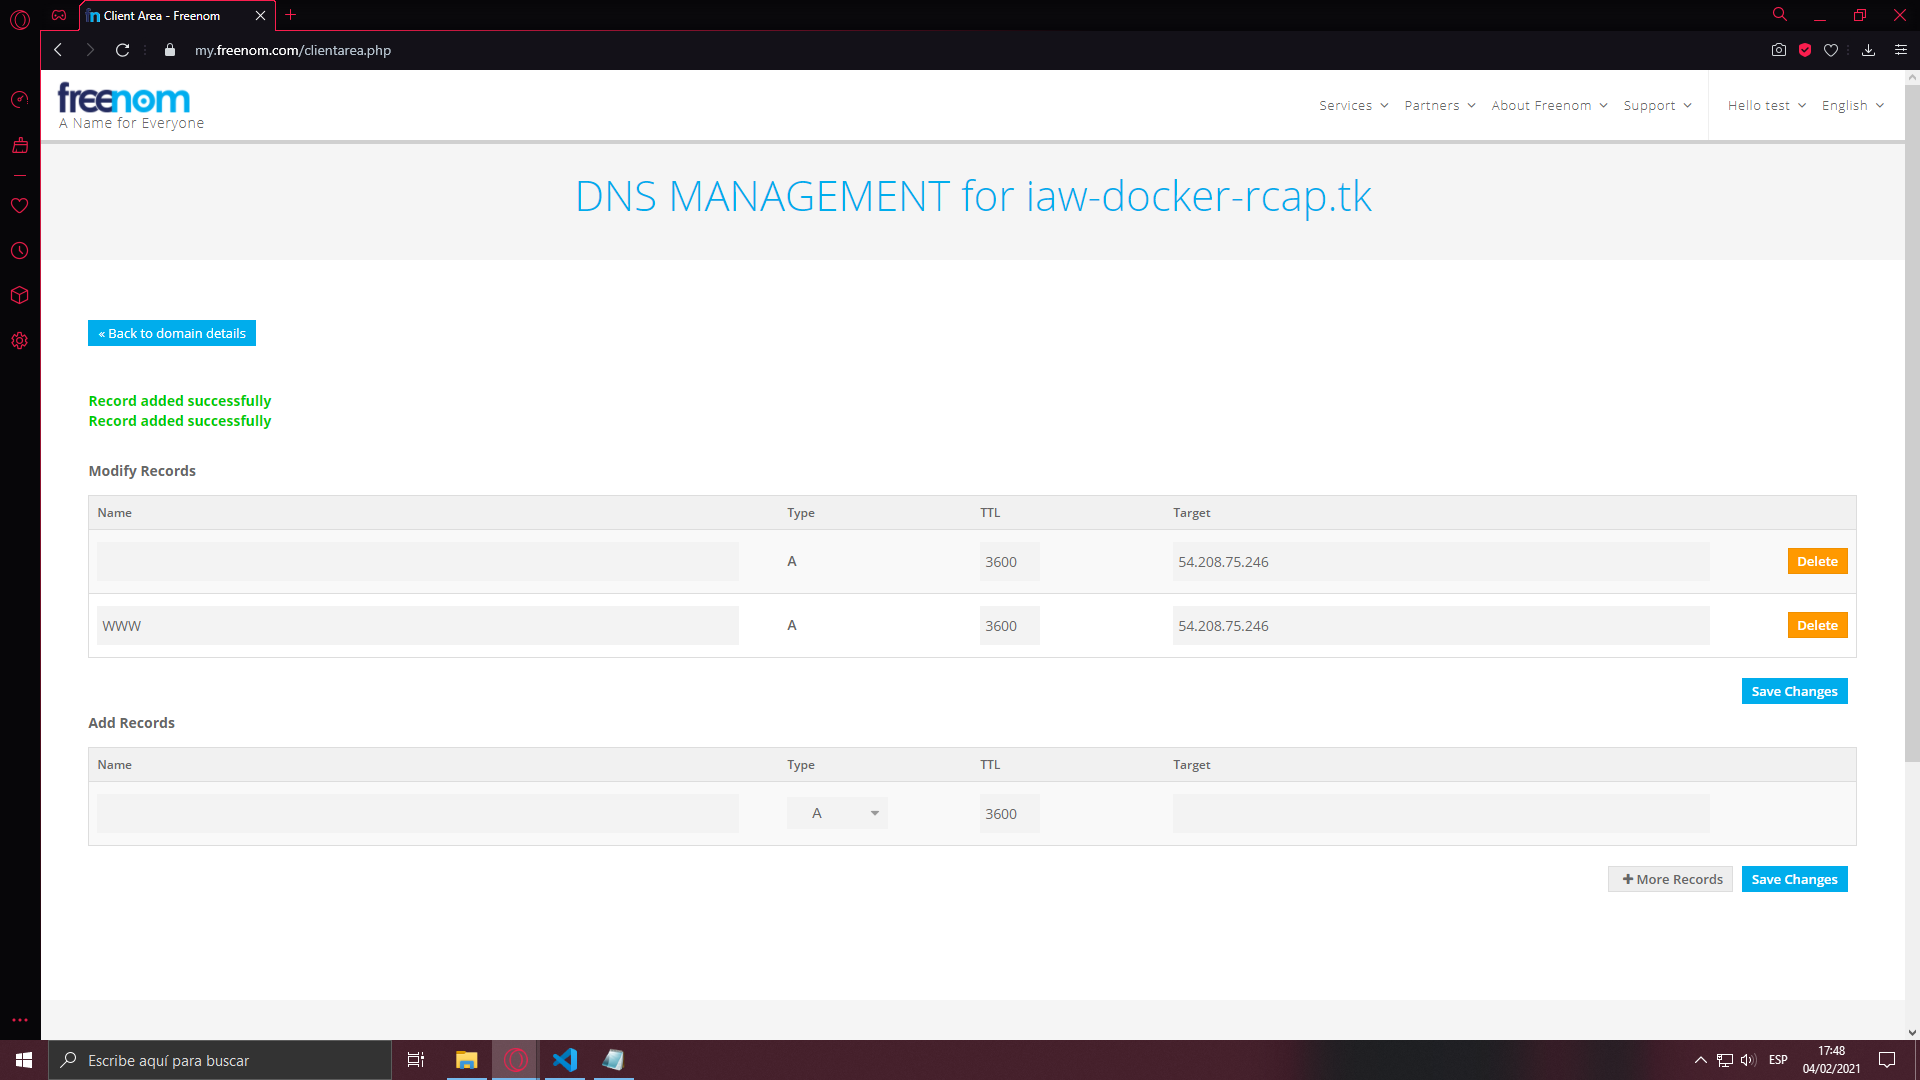 Client Area - Freenom
my.freenom.com/clientarea.php
freenom
A Name for Everyone
Services
Partners
About Freenom
Support
Hello test
English
DNS MANAGEMENT for iaw-docker-rcap.tk
« Back to domain details
Record added successfully
Record added successfully
Modify Records
Name Type TTL Target
A 3600 54.208.75.246 Delete
WWW A 3600 54.208.75.246 Delete
Save Changes
Add Records
Name Type TTL Target
A 3600
More Records
Save Changes
Escribe aquí para buscar
ESP
17:48
04/02/2021